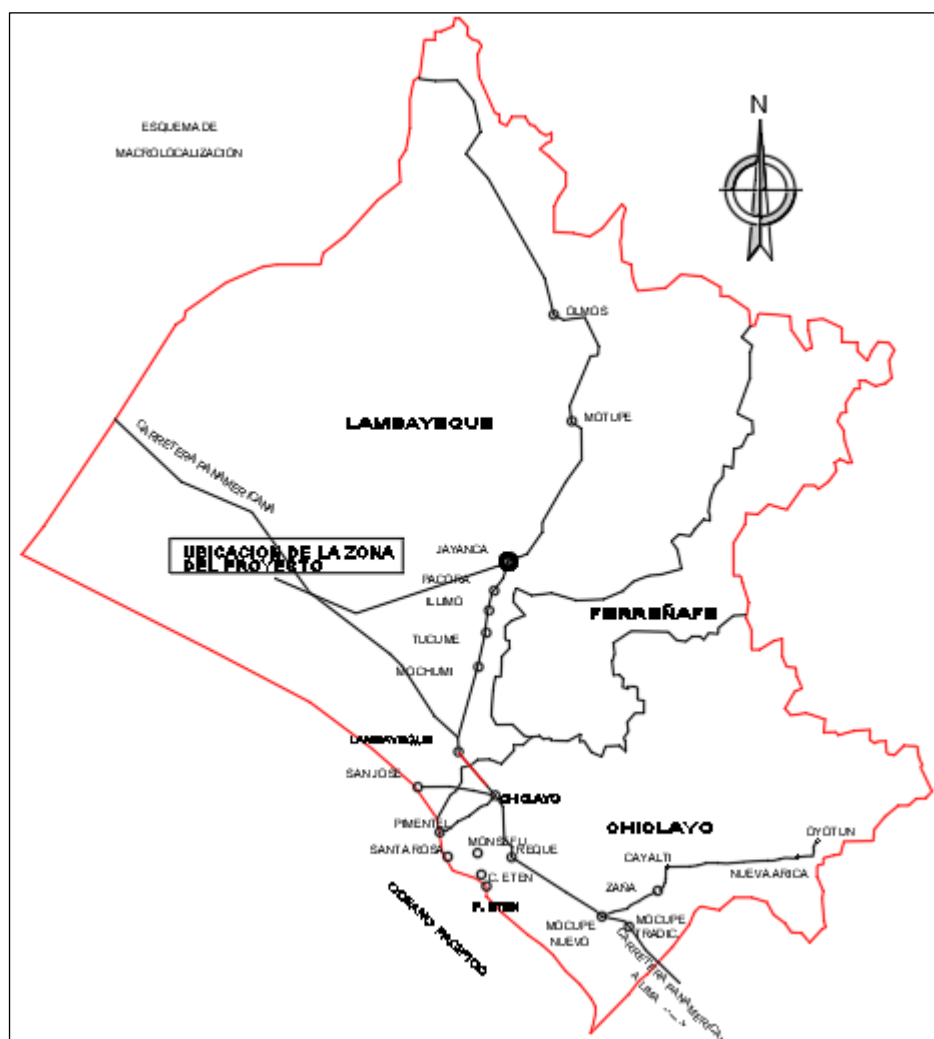 ESQUEMA DE
MACROLOCALIZACIÓN
N
OLMOS
MOTUPE
LAMBAYEQUE
CARRETERA PANAMERICANA
UBICACION DE LA ZONA
DEL PROYECTO
JAYANCA
PACORA
ILLIMO
TUCUME
MOCHUMI
FERREÑAFE
LAMBAYEQUE
SAN JOSE
CHICLAYO
PIMENTEL
MONSEFU
SANTA ROSA
REQUE
C. ETEN
P. ETEN
OCEANO PACIFICO
CHICLAYO
OYOTUN
CAYALTI
NUEVA ARICA
ZAÑA
MOCUPE
NUEVO
MOCUPE
TRADIC.
CARRETERA PANAMERIC.
A LIMA